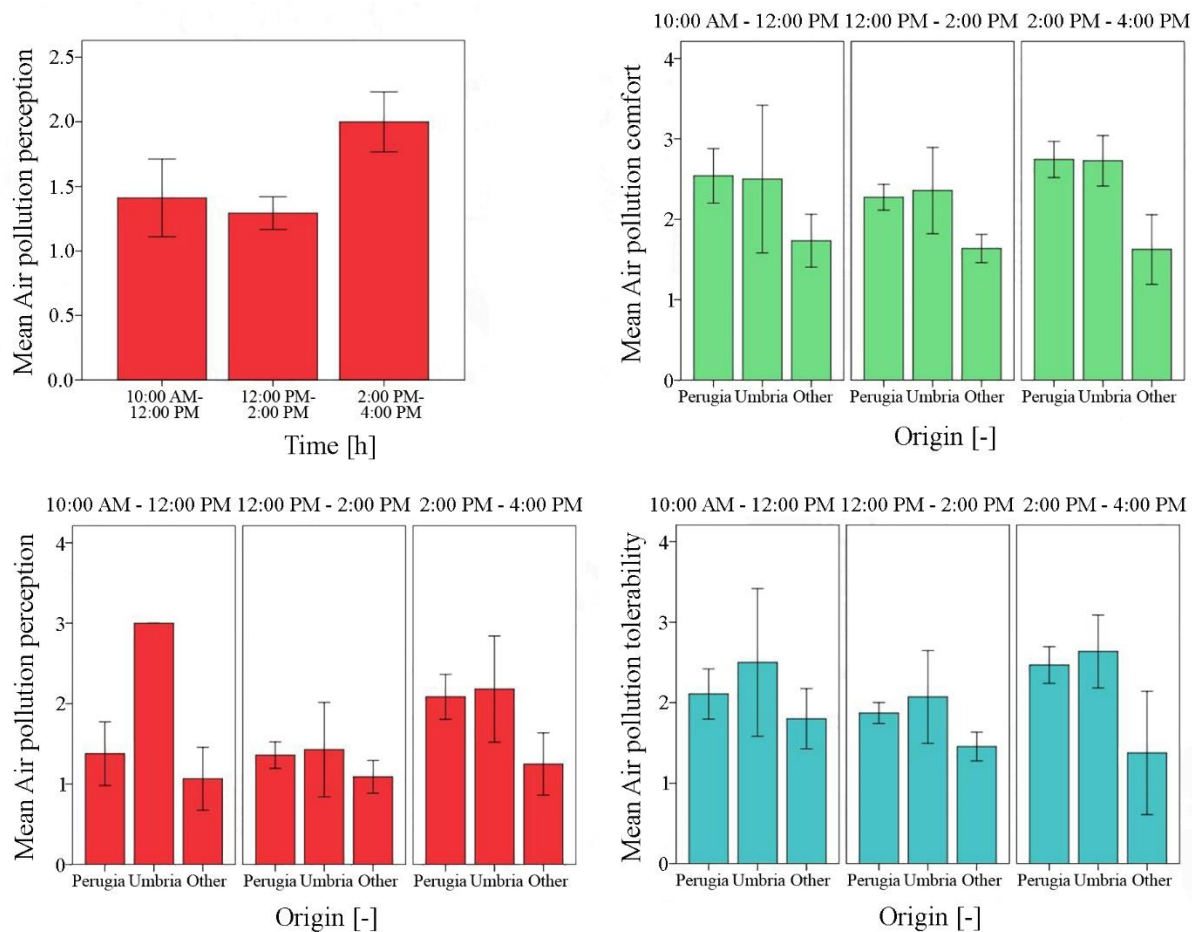 Mean Air pollution perception
2.5
2.0
1.5
1.0
0.5
0.0
10:00 AM-
12:00 PM
12:00 PM-
2:00 PM
2:00 PM-
4:00 PM
Time [h]
10:00 AM - 12:00 PM 12:00 PM - 2:00 PM 2:00 PM - 4:00 PM
Mean Air pollution comfort
4
3
2
1
0
Perugia Umbria Other Perugia Umbria Other Perugia Umbria Other
Origin [-]
10:00 AM - 12:00 PM 12:00 PM - 2:00 PM 2:00 PM - 4:00 PM
Mean Air pollution perception
4
3
2
1
0
Perugia Umbria Other Perugia Umbria Other Perugia Umbria Other
Origin [-]
10:00 AM - 12:00 PM 12:00 PM - 2:00 PM 2:00 PM - 4:00 PM
Mean Air pollution tolerability
4
3
2
1
0
Perugia Umbria Other Perugia Umbria Other Perugia Umbria Other
Origin [-]